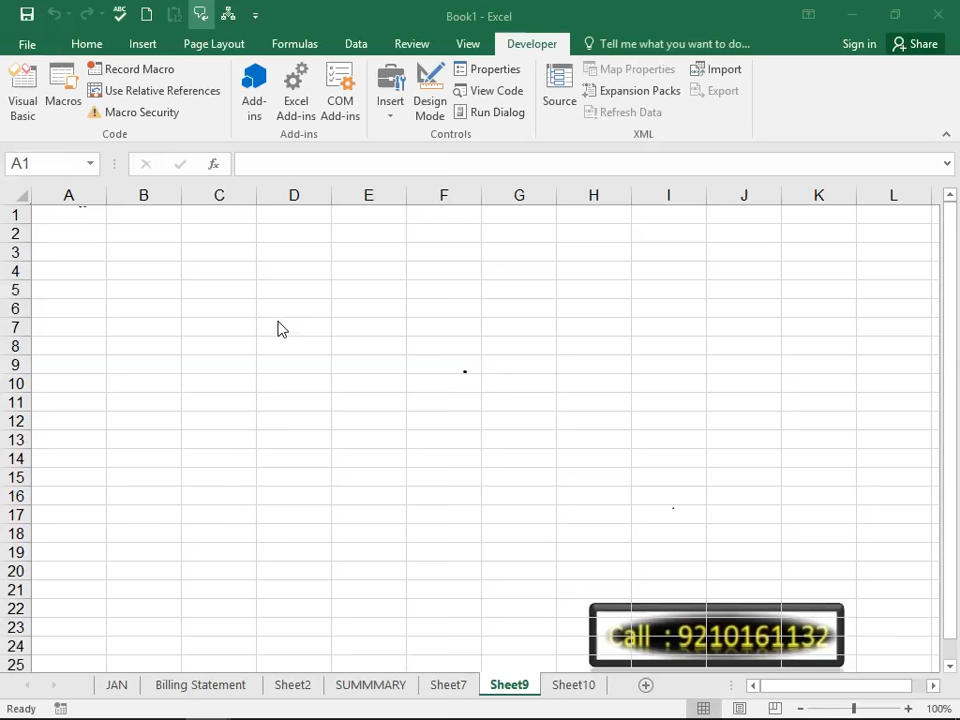 Book1 - Excel
File Home Insert Page Layout Formulas Data Review View Developer Tell me what you want to do... Sign in Share
Visual Basic
Macros
Record Macro
Use Relative References
Macro Security
Code
Add-ins
Excel Add-ins
COM Add-ins
Add-ins
Insert
Design Mode
Properties
View Code
Run Dialog
Controls
Source
Map Properties
Expansion Packs
Refresh Data
Import
Export
XML
A1
fx
A B C D E F G H I J K L
1
2
3
4
5
6
7
8
9
10
11
12
13
14
15
16
17
18
19
20
21
22
23
24
25
Call : 9210161132
JAN Billing Statement Sheet2 SUMMMARY Sheet7 Sheet9 Sheet10
Ready
100%